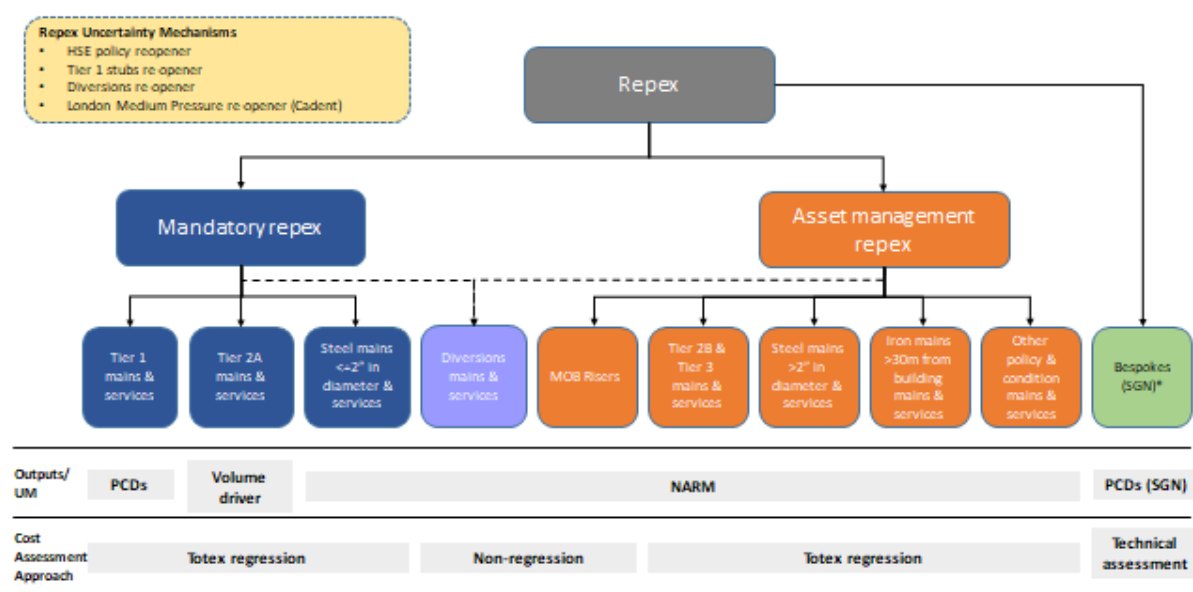 Repex Uncertainty Mechanisms
• HSE policy reopener
• Tier 1 stubs re-opener
• Diversions re-opener
• London Medium Pressure re-opener (Cadent)
Repex
Mandatory repex
Asset management
repex
Tier 1
mains &
services
Tier 2A
mains &
services
Steel mains
<=2" in
diameter &
services
Diversions
mains &
services
MOB Risers
Tier 2B &
Tier 3
mains &
services
Steel mains
>2" in
diameter &
services
Iron mains
>30m from
building
mains &
services
Other
policy &
condition
mains &
services
Bespokes
(SGN)*
Outputs/
UM
PCDs
Volume
driver
NARM
PCDs (SGN)
Cost
Assessment
Approach
Totex regression
Non-regression
Totex regression
Technical
assessment